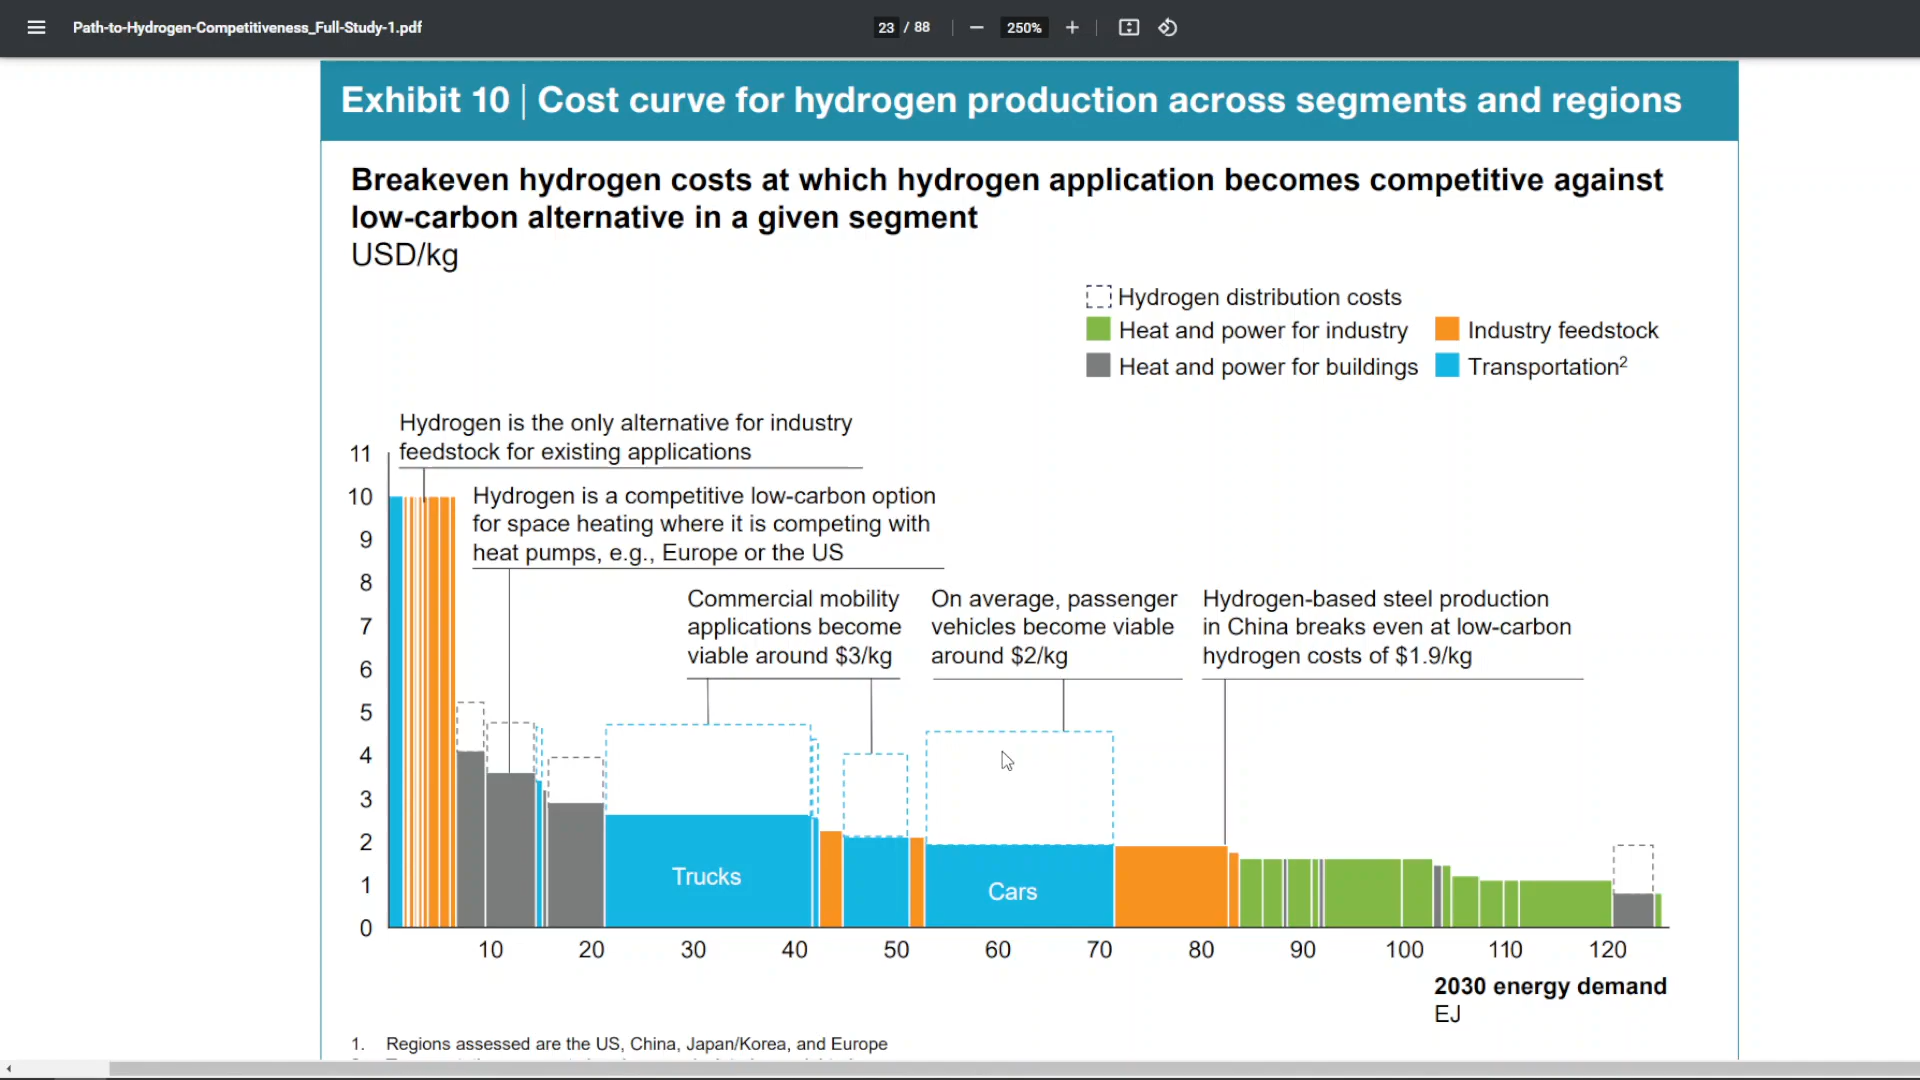 Path-to-Hydrogen-Competitiveness_Full-Study-1.pdf
23 / 88
250%
Exhibit 10 | Cost curve for hydrogen production across segments and regions
Breakeven hydrogen costs at which hydrogen application becomes competitive against
low-carbon alternative in a given segment
USD/kg
Hydrogen distribution costs
Heat and power for industry
Industry feedstock
Heat and power for buildings
Transportation²
Hydrogen is the only alternative for industry
feedstock for existing applications
Hydrogen is a competitive low-carbon option
for space heating where it is competing with
heat pumps, e.g., Europe or the US
Commercial mobility
applications become
viable around $3/kg
On average, passenger
vehicles become viable
around $2/kg
Hydrogen-based steel production
in China breaks even at low-carbon
hydrogen costs of $1.9/kg
11
10
9
8
7
6
5
4
3
2
1
0
Trucks
Cars
10 20 30 40 50 60 70 80 90 100 110 120
2030 energy demand
EJ
1. Regions assessed are the US, China, Japan/Korea, and Europe